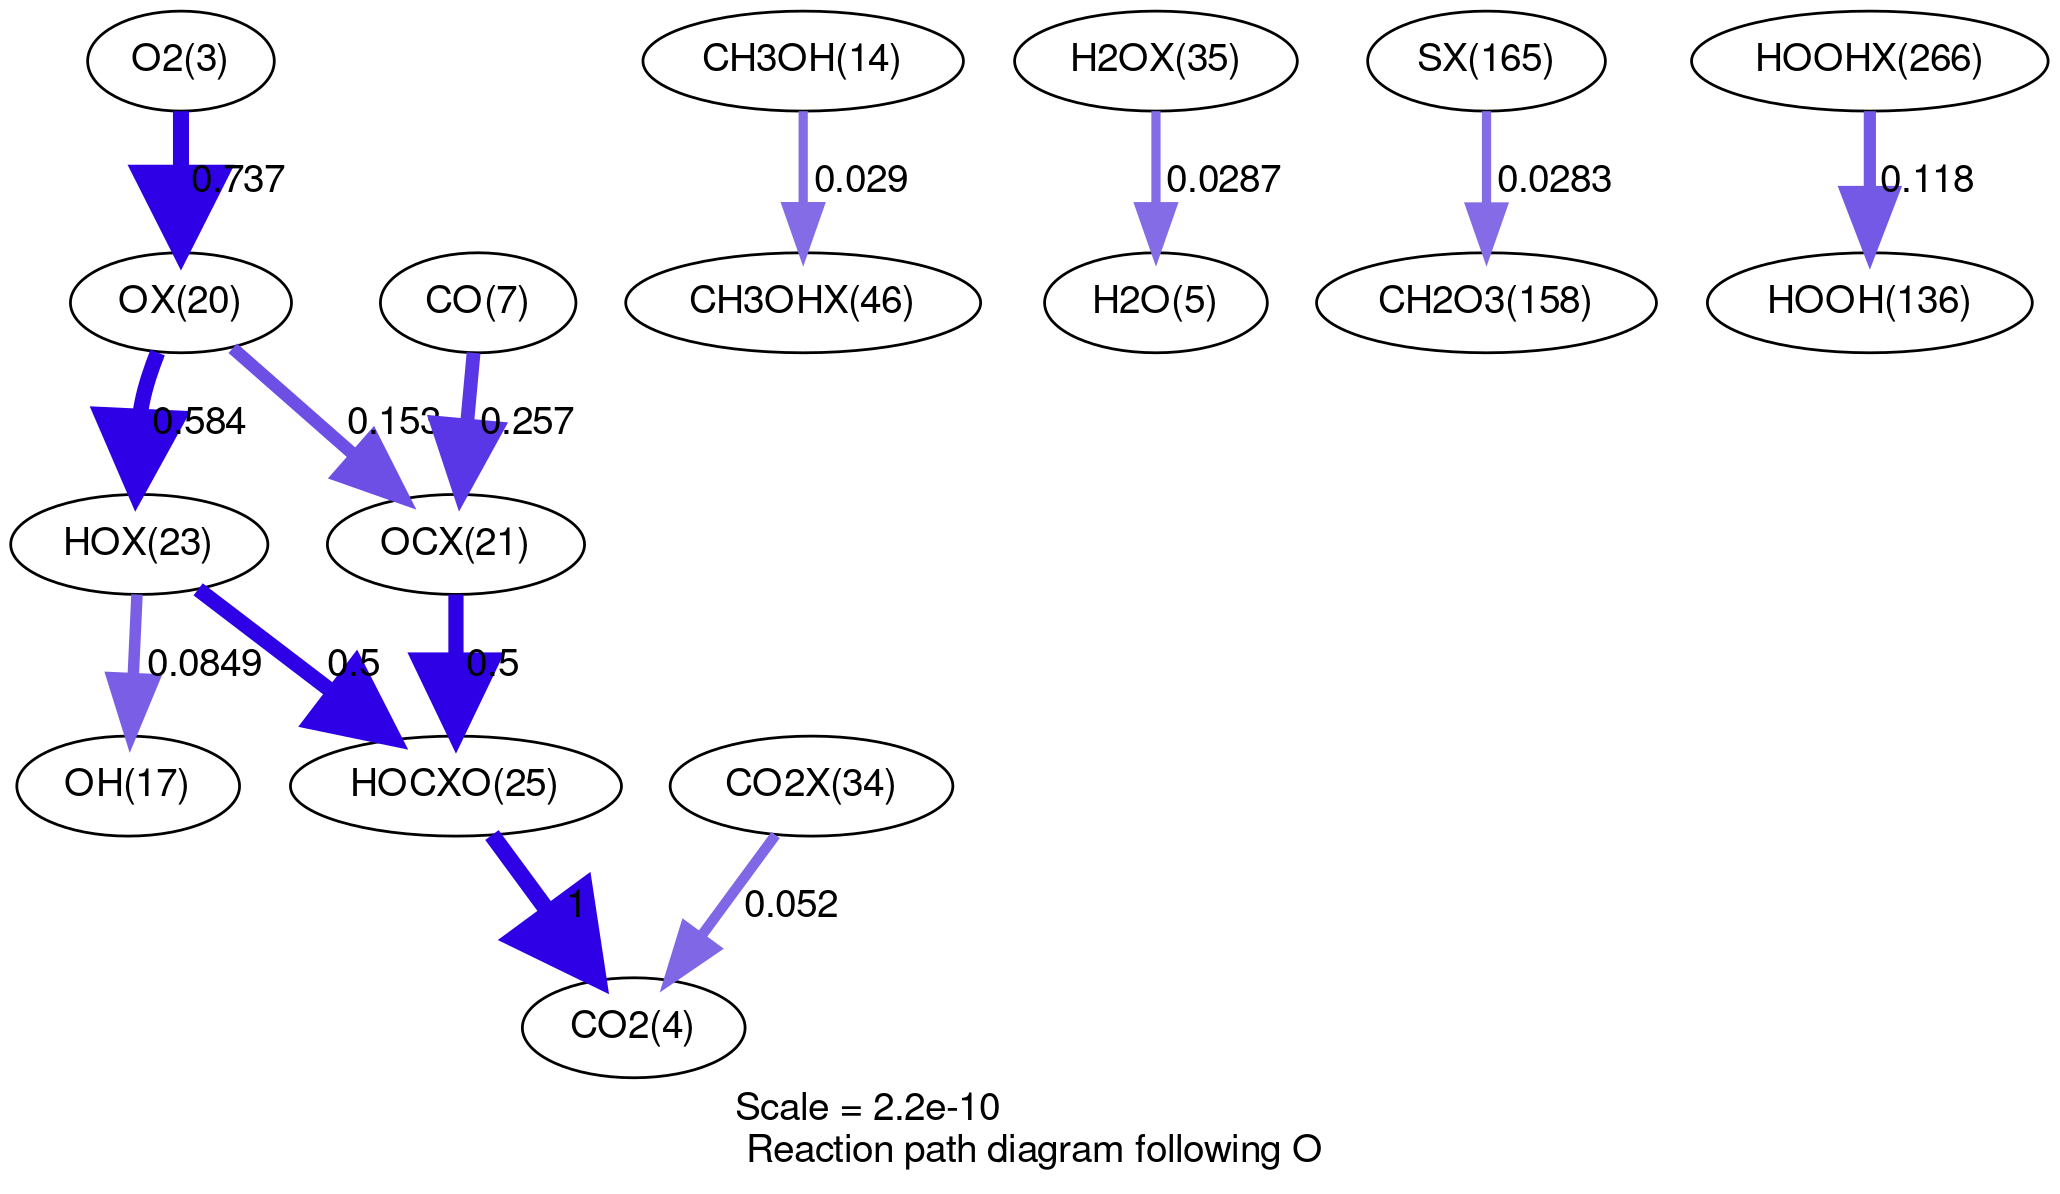 O2(3)
CH3OH(14)
H2OX(35)
SX(165)
HOOHX(266)
0.737
0.029
0.0287
0.0283
0.118
OX(20)
CO(7)
CH3OHX(46)
H2O(5)
CH2O3(158)
HOOH(136)
0.584
0.153
0.257
HOX(23)
OCX(21)
0.0849
0.5
0.5
OH(17)
HOCXO(25)
CO2X(34)
1
0.052
CO2(4)
Scale = 2.2e-10
Reaction path diagram following O